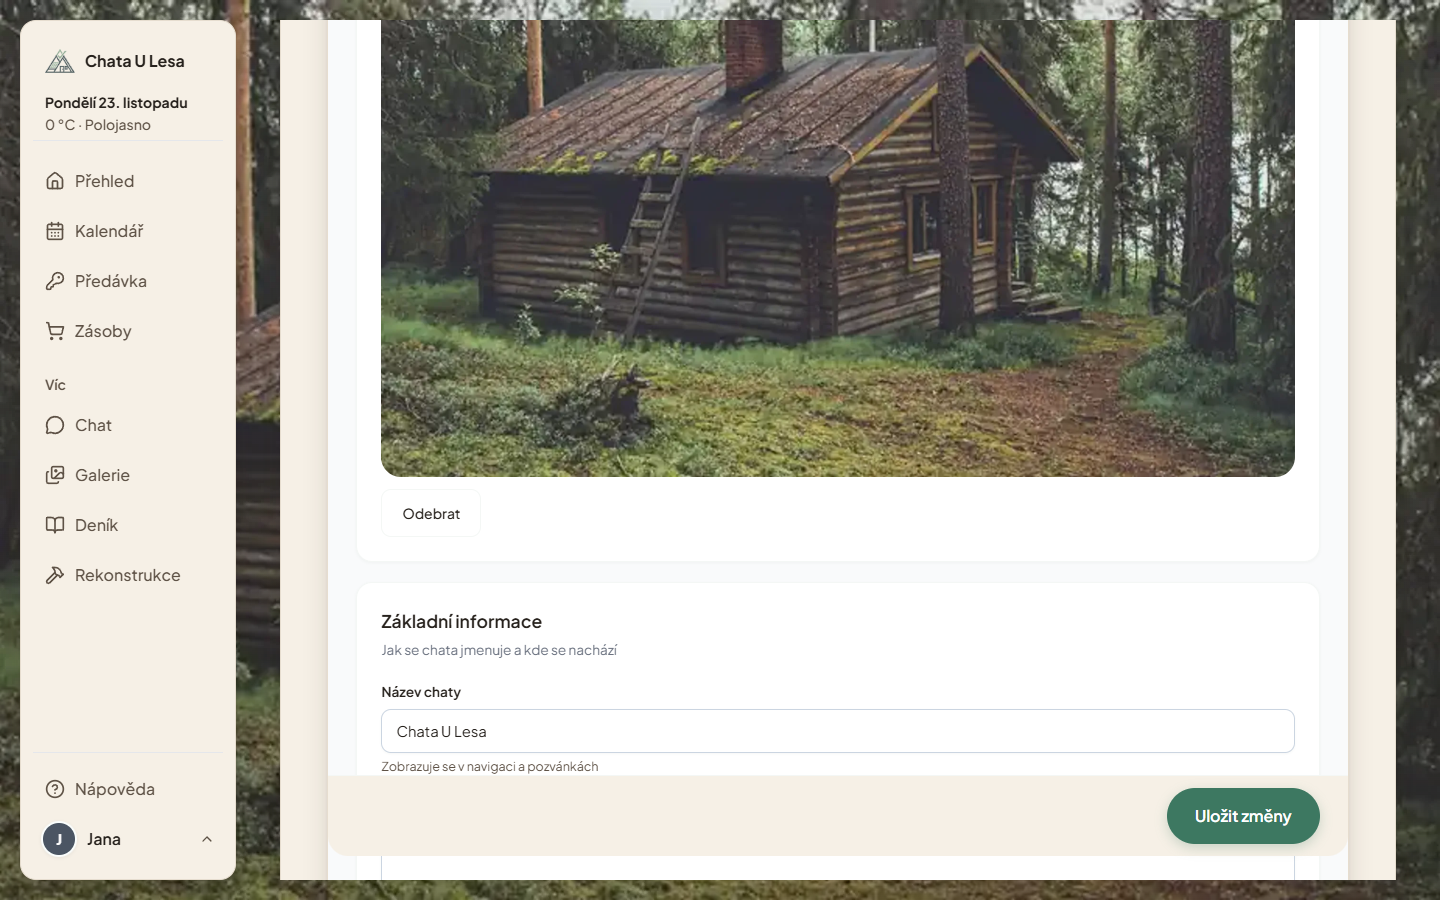 Chata U Lesa
Pondělí 23. listopadu
0 °C · Polojasno
Přehled
Kalendář
Předávka
Zásoby
Víc
Chat
Galerie
Deník
Rekonstrukce
Nápověda
J
Jana
Odebrat
Základní informace
Jak se chata jmenuje a kde se nachází
Název chaty
Chata U Lesa
Zobrazuje se v navigaci a pozvánkách
Uložit změny